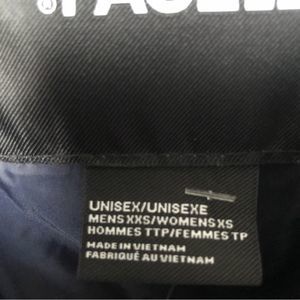 UNISEX/UNISEXE
MENS XXS/WOMENS XS
HOMMES TTP/FEMMES TP
MADE IN VIETNAM
FABRIQUÉ AU VIETNAM